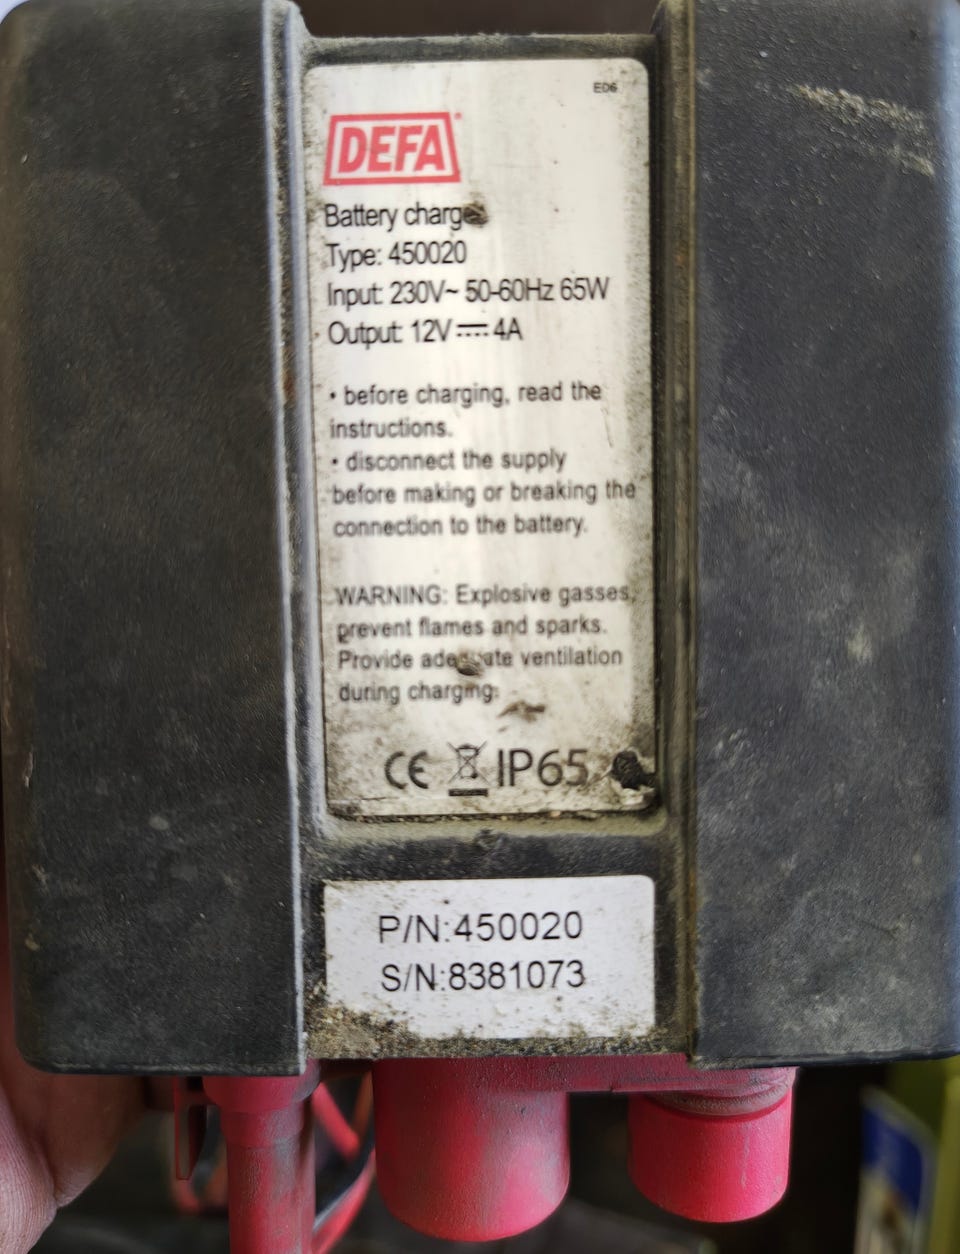 ED6
DEFA
Battery charger
Type: 450020
Input: 230V~ 50-60Hz 65W
Output: 12V⎓4A
• before charging, read the
instructions.
• disconnect the supply
before making or breaking the
connection to the battery.
WARNING: Explosive gasses,
prevent flames and sparks.
Provide adequate ventilation
during charging.
CE IP65
P/N:450020
S/N:8381073